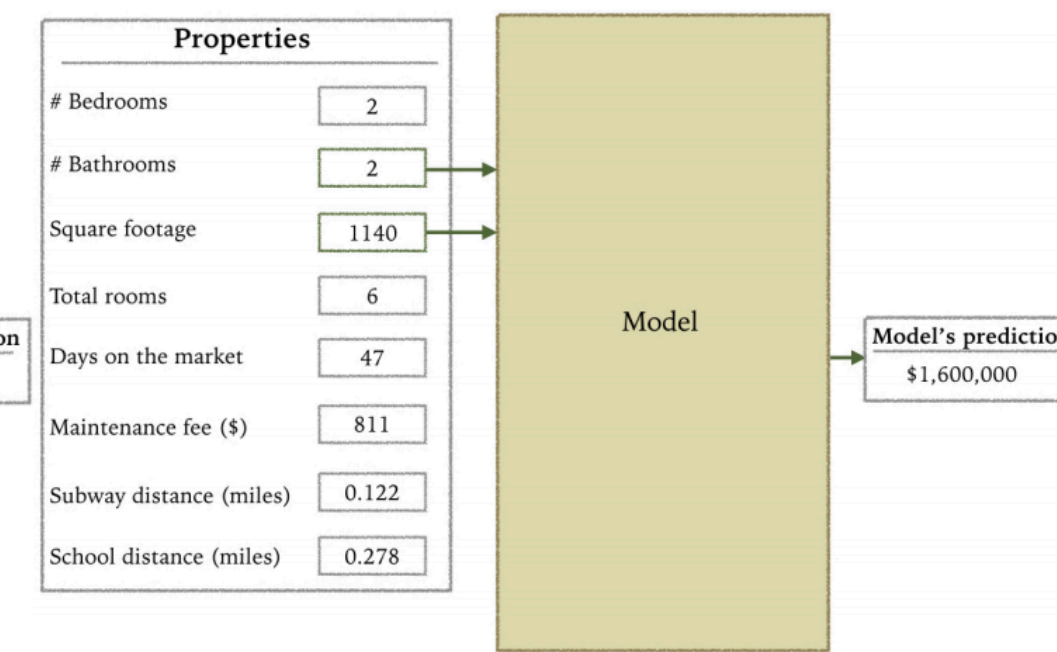 Properties
# Bedrooms 2
# Bathrooms 2
Square footage 1140
Total rooms 6
Days on the market 47
Maintenance fee ($) 811
Subway distance (miles) 0.122
School distance (miles) 0.278
on
Model
Model's predictio
$1,600,000